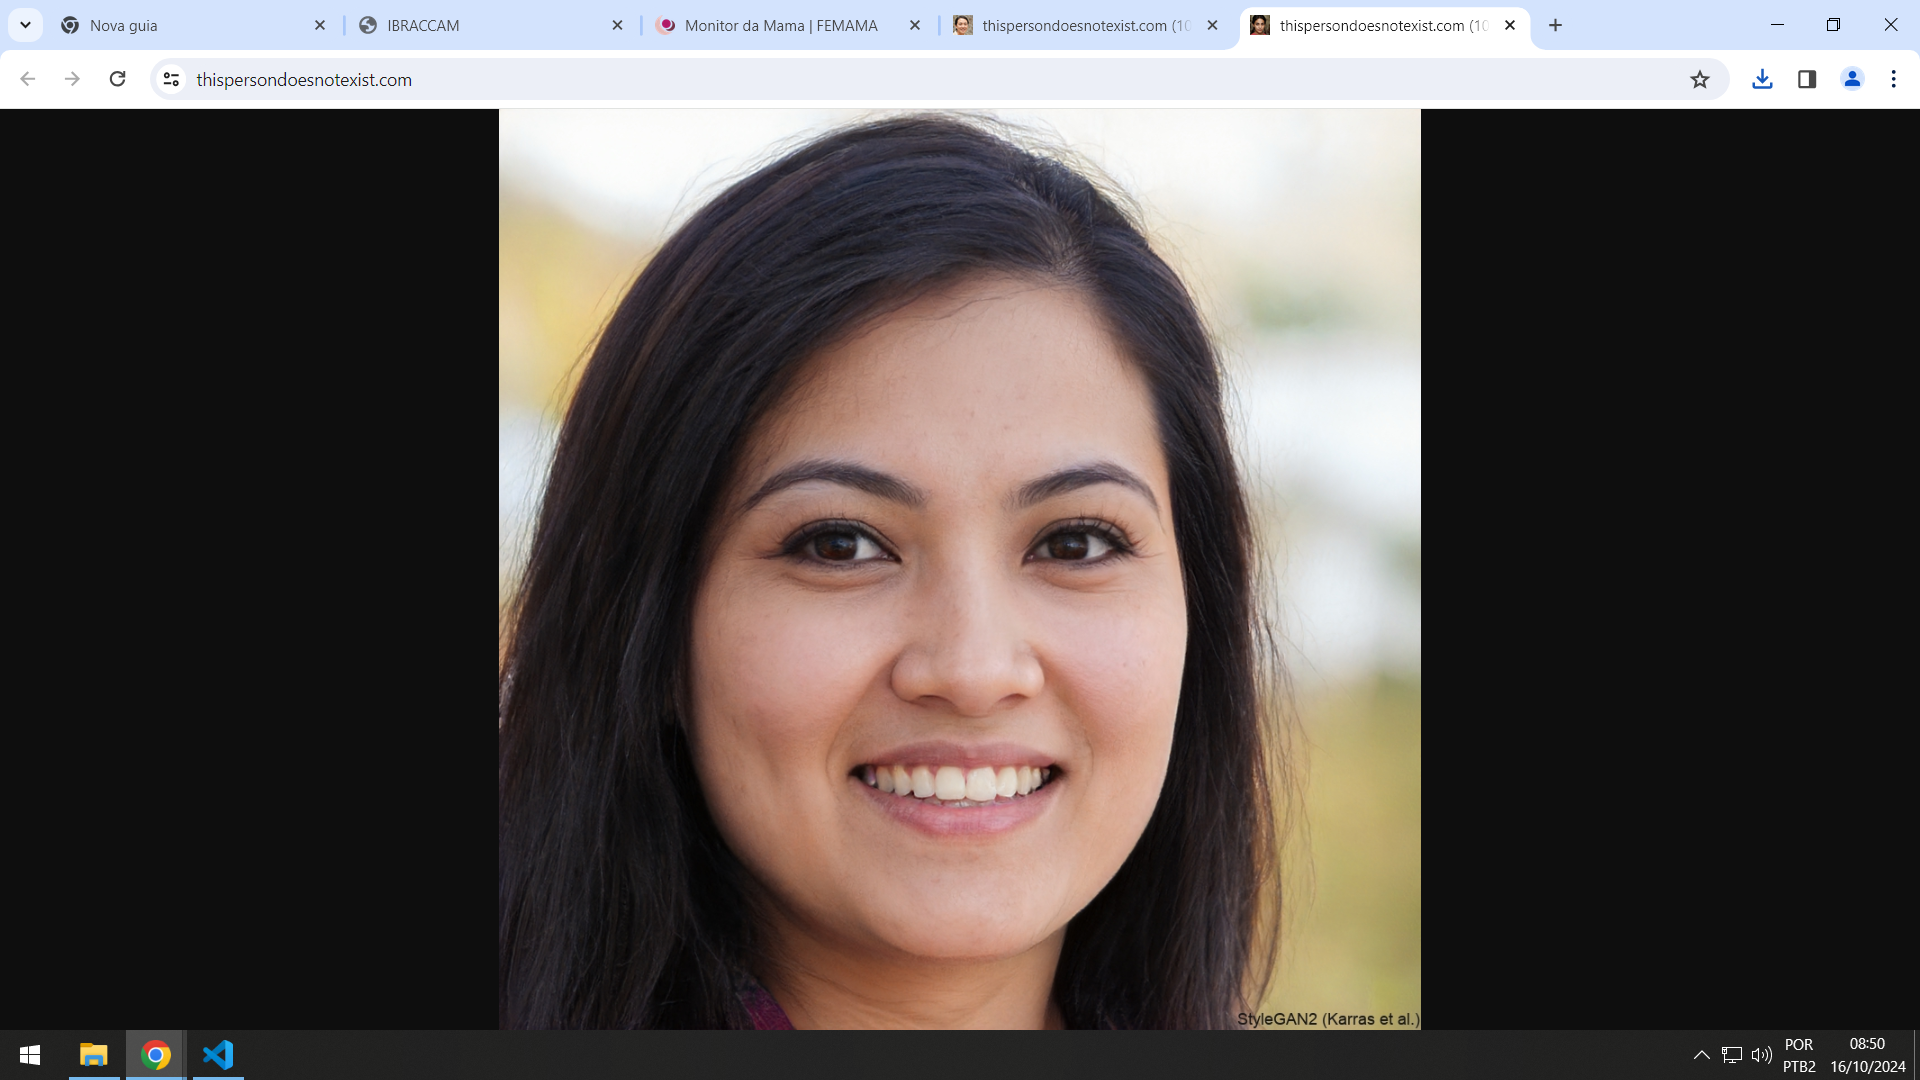 Nova guia
IBRACCAM
Monitor da Mama | FEMAMA
thispersondoesnotexist.com (10
thispersondoesnotexist.com (10
thispersondoesnotexist.com
StyleGAN2 (Karras et al.)
POR
08:50
PTB2
16/10/2024